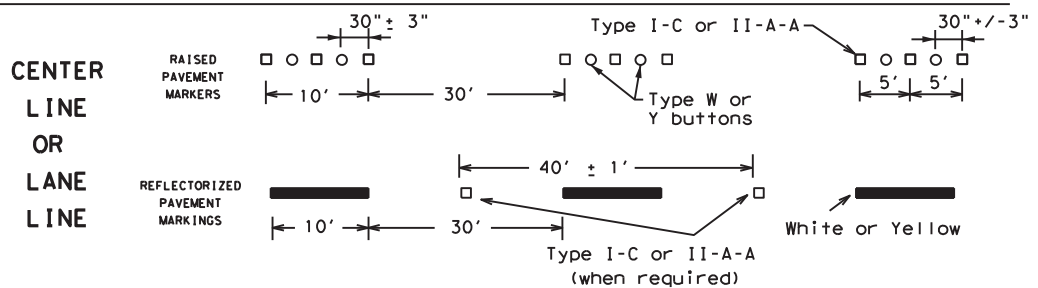 CENTER
LINE
OR
LANE
LINE
RAISED
PAVEMENT
MARKERS
30" ± 3"
Type I-C or II-A-A
30"+/-3"
10'
30'
Type W or
Y buttons
5'
5'
REFLECTORIZED
PAVEMENT
MARKINGS
40' ± 1'
10'
30'
Type I-C or II-A-A
(when required)
White or Yellow